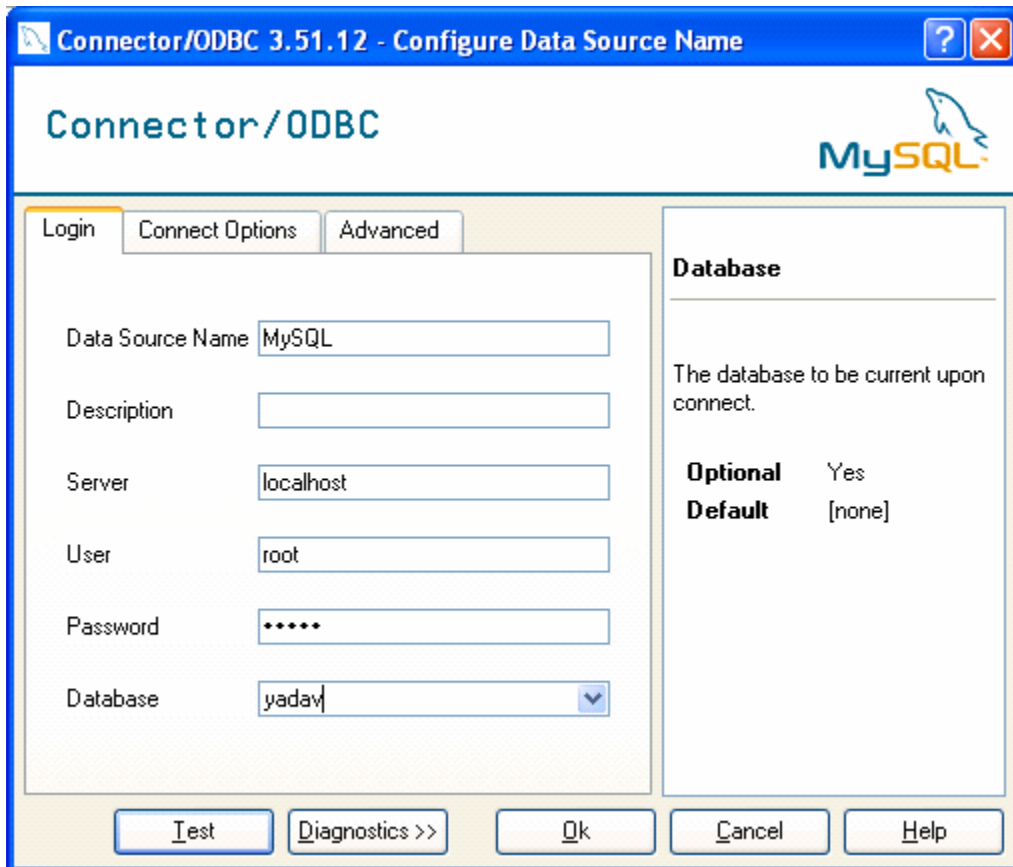 Connector/ODBC 3.51.12 - Configure Data Source Name
Connector/ODBC
MySQL
Login
Connect Options
Advanced
Data Source Name MySQL
Description
Server localhost
User root
Password •••••
Database yadav
Database
The database to be current upon
connect.
Optional Yes
Default [none]
Test
Diagnostics >>
Ok
Cancel
Help